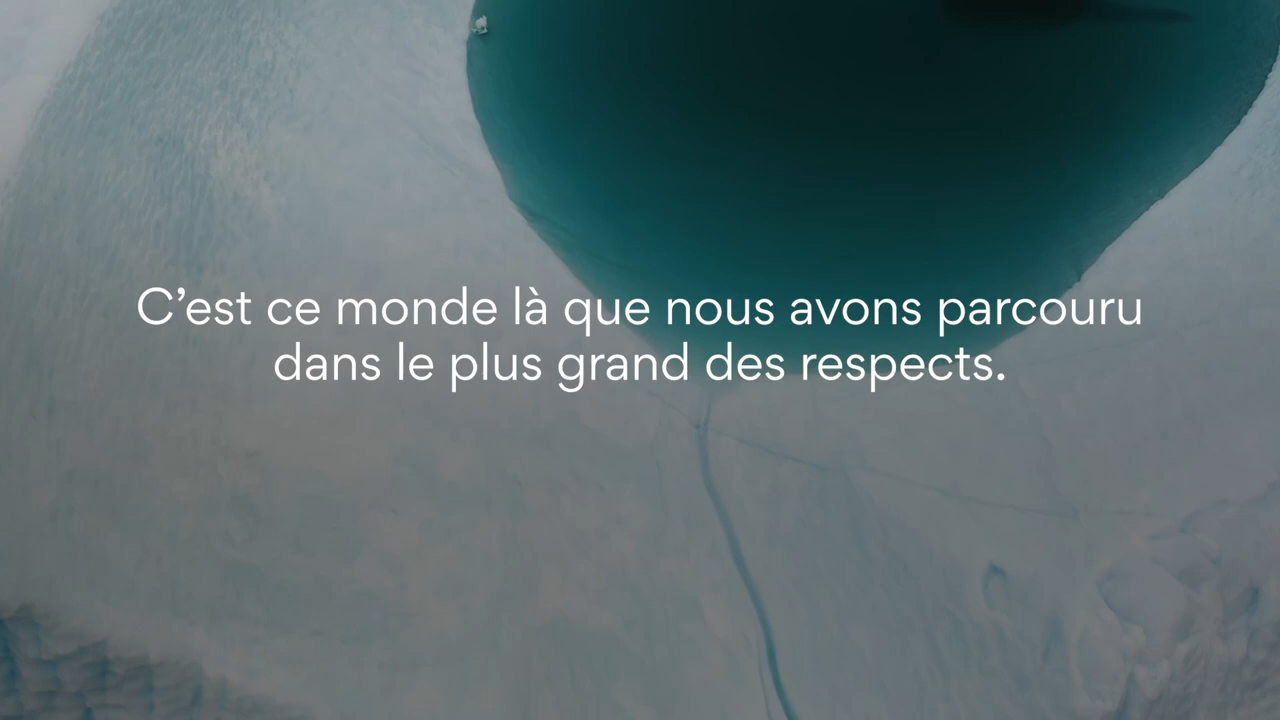 C’est ce monde là que nous avons parcouru
dans le plus grand des respects.